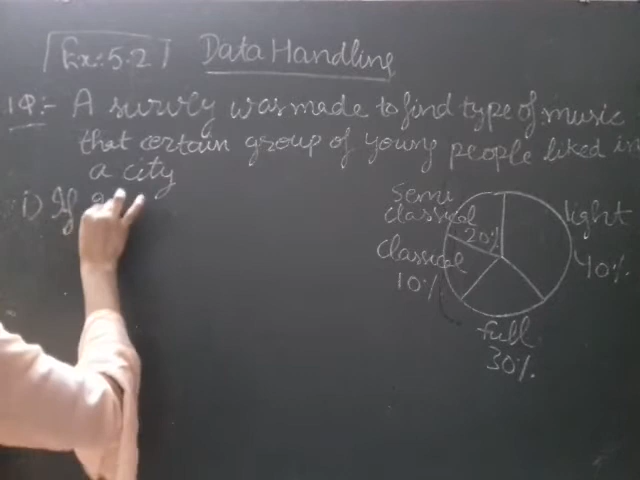 Ex: 5.2
Data Handling
1Q:- A survey was made to find type of music
that certain group of young people liked in
a city
i) If
semi
classical
20%
light
40%
classical
10%
full
30%